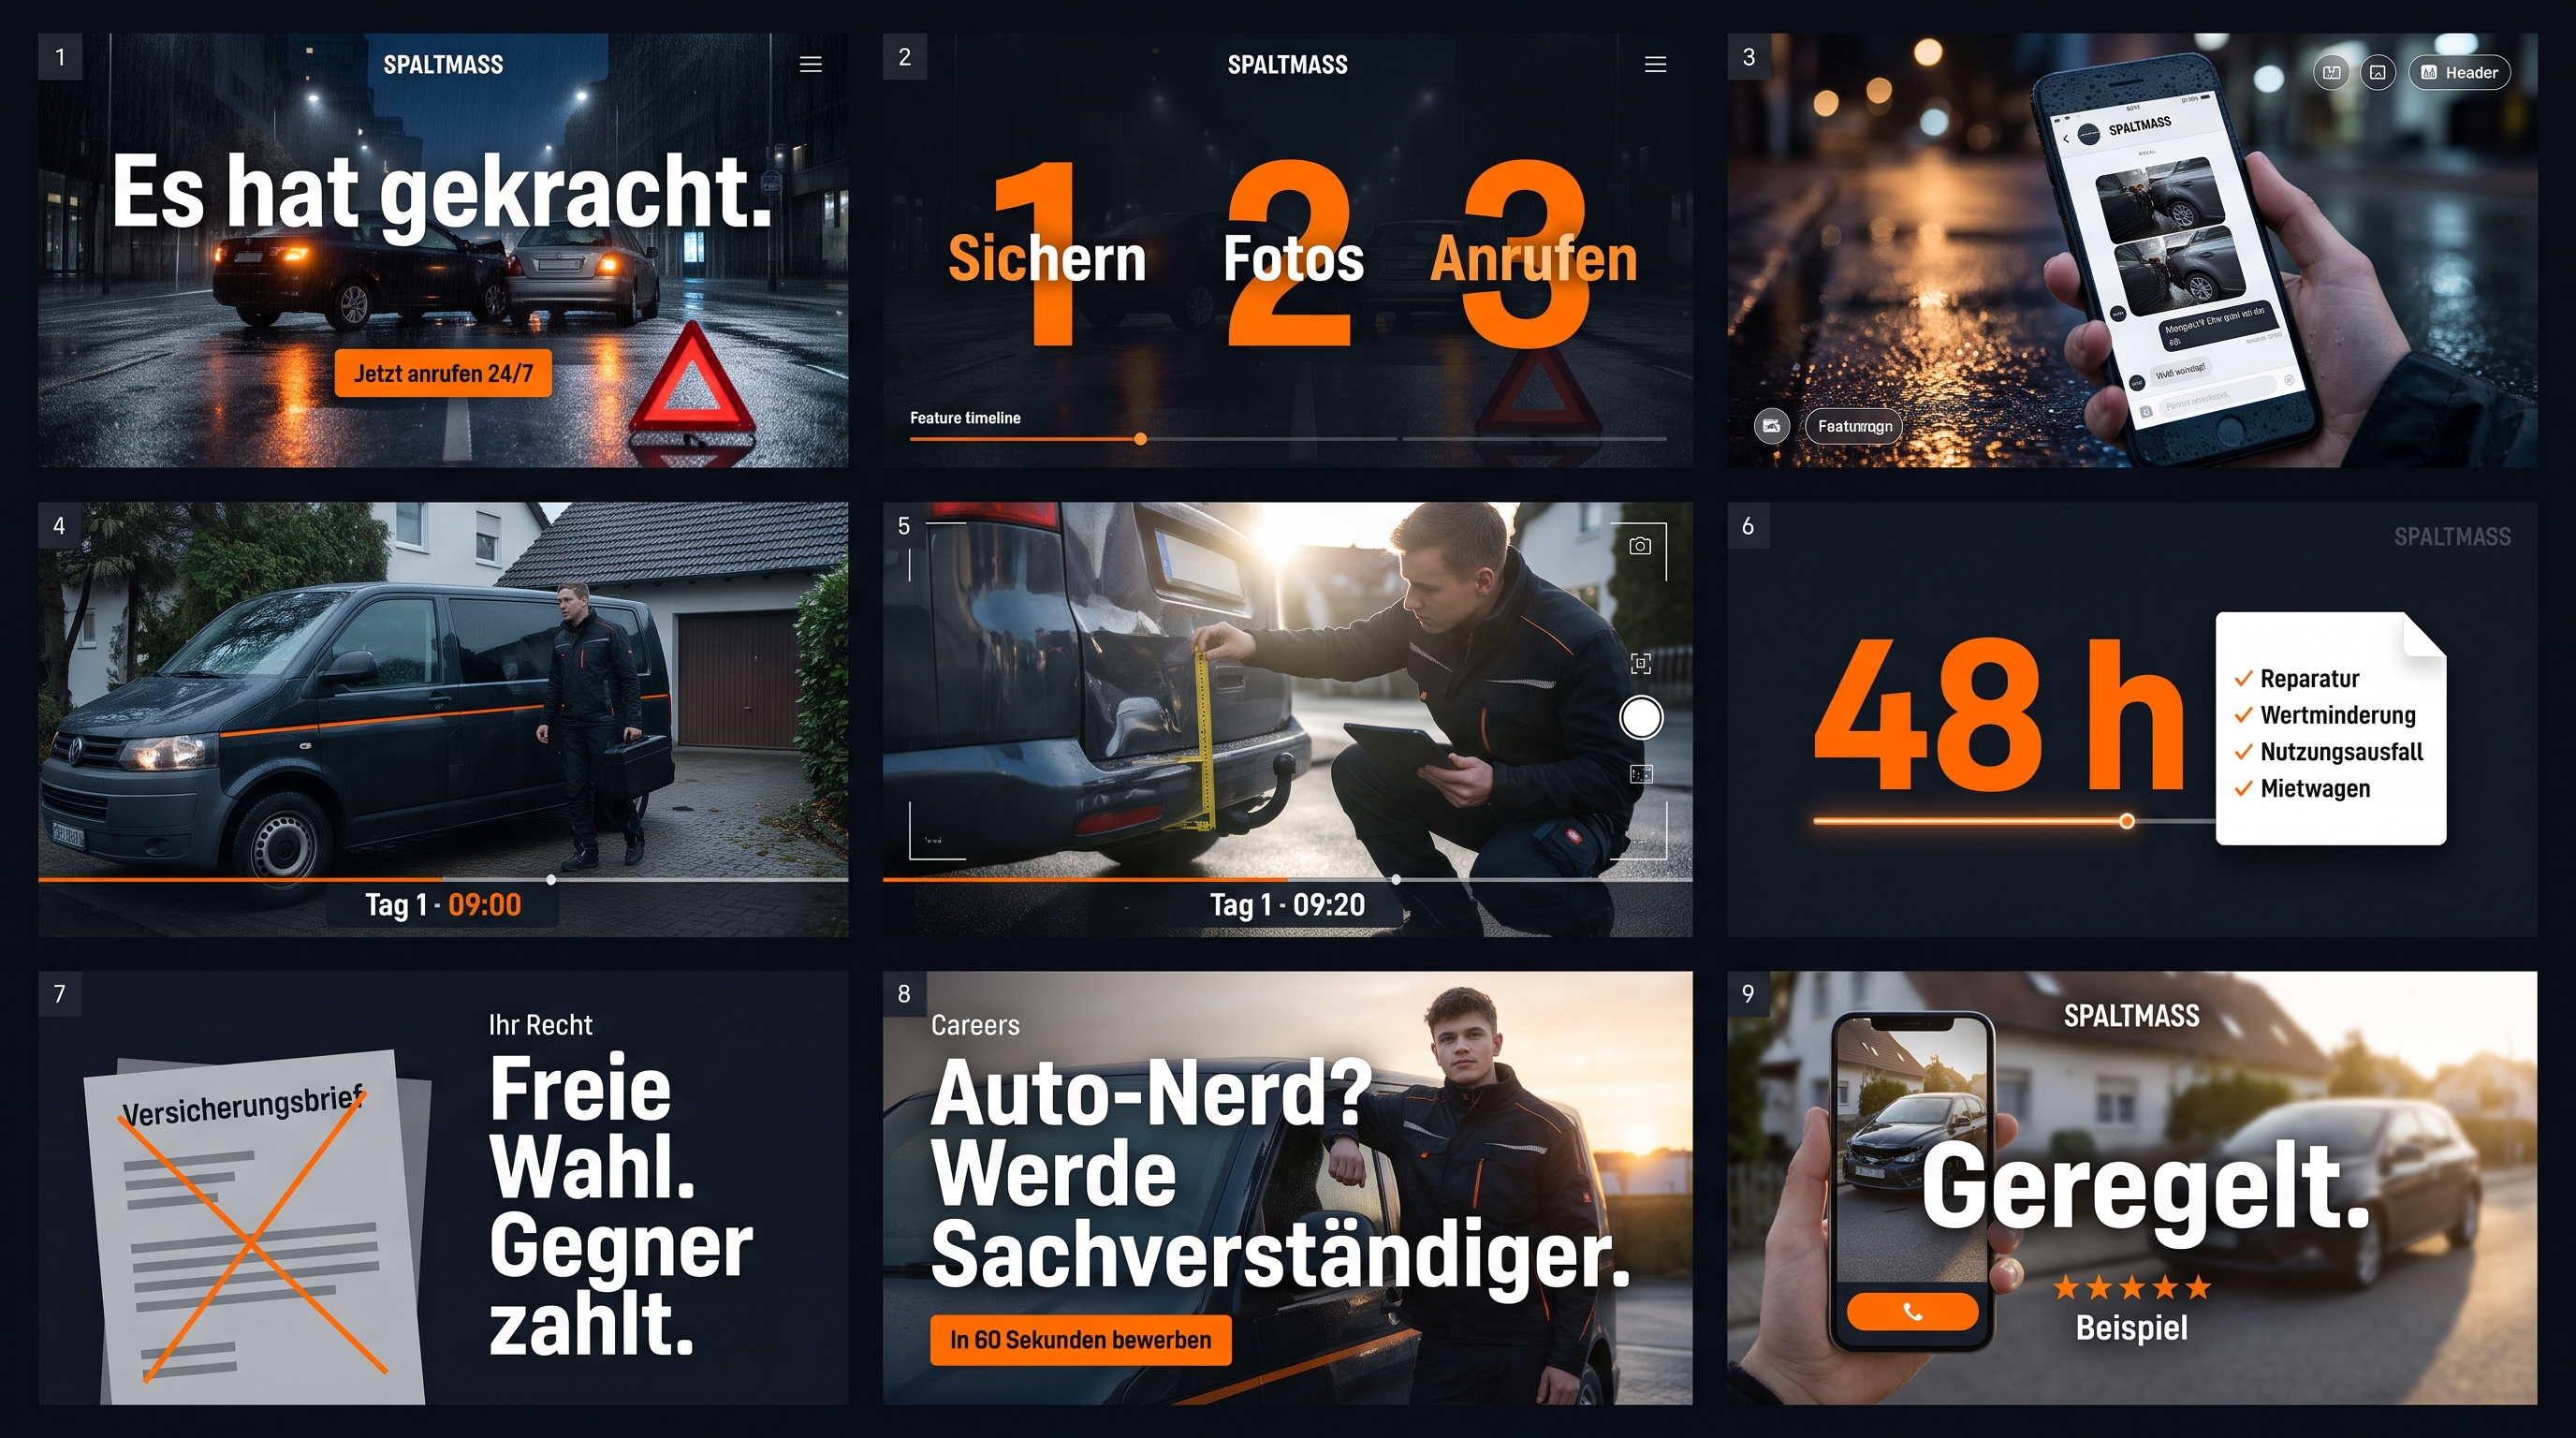 1
SPALTMASS
Es hat gekracht.
Jetzt anrufen 24/7
2
SPALTMASS
1 2 3
Sichern Fotos Anrufen
Feature timeline
3
Header
SPALTMASS
Featurnragn
4
Tag 1 - 09:00
5
Tag 1 - 09:20
6
SPALTMASS
48 h
Reparatur
Wertminderung
Nutzungsausfall
Mietwagen
7
Versicherungsbrief
Ihr Recht
Freie
Wahl.
Gegner
zahlt.
8
Careers
Auto-Nerd?
Werde
Sachverständiger.
In 60 Sekunden bewerben
9
SPALTMASS
Geregelt.
Beispiel